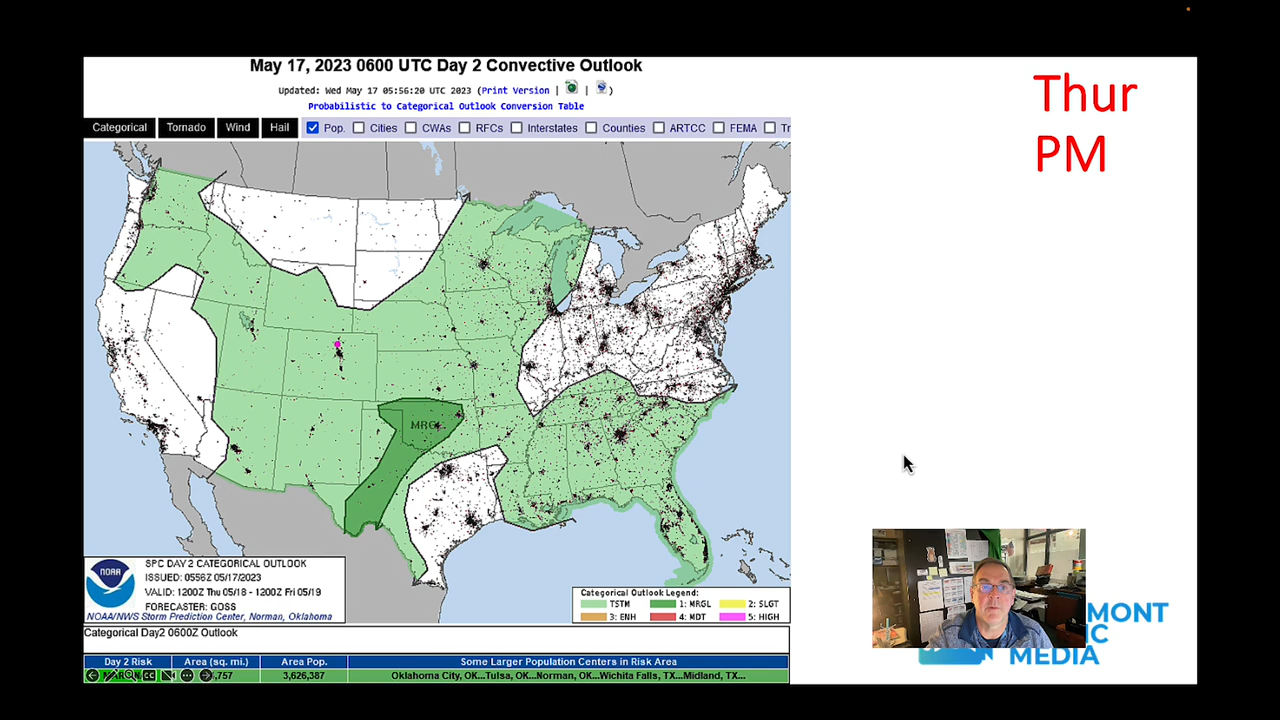 May 17, 2023 0600 UTC Day 2 Convective Outlook
Updated: Wed May 17 05:56:20 UTC 2023 (Print Version | | )
Probabilistic to Categorical Outlook Conversion Table
Categorical Tornado Wind Hail Pop. Cities CWAs RFCs Interstates Counties ARTCC FEMA Tr
Thur
PM
MRGL
NOAA
SPC DAY 2 CATEGORICAL OUTLOOK
ISSUED: 0556Z 05/17/2023
VALID: 1200Z Thu 05/18 - 1200Z Fri 05/19
FORECASTER: GOSS
NOAA/NWS Storm Prediction Center, Norman, Oklahoma
Categorical Outlook Legend:
TSTM 1: MRGL 2: SLGT
3: ENH 4: MDT 5: HIGH
Categorical Day2 0600Z Outlook
Day 2 Risk Area (sq. mi.) Area Pop. Some Larger Population Centers in Risk Area
,757 3,626,387 Oklahoma City, OK...Tulsa, OK...Norman, OK...Wichita Falls, TX...Midland, TX...
CC
MONT
IC
MEDIA